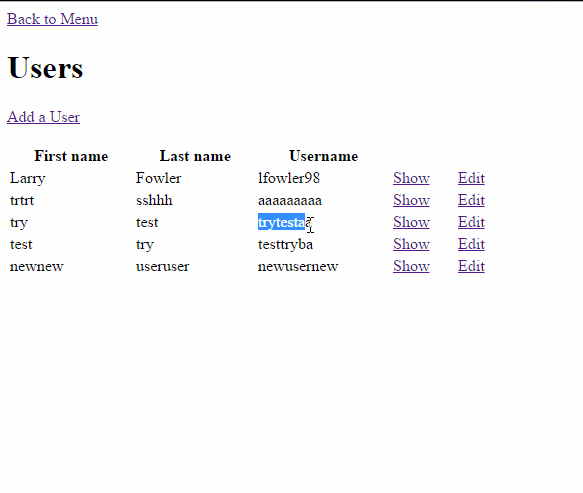 Back to Menu
Users
Add a User
First name Last name Username
Larry Fowler lfowler98 Show Edit
trtrt sshhh aaaaaaaaa Show Edit
try test trytestaa Show Edit
test try testtryba Show Edit
newnew useruser newusernew Show Edit